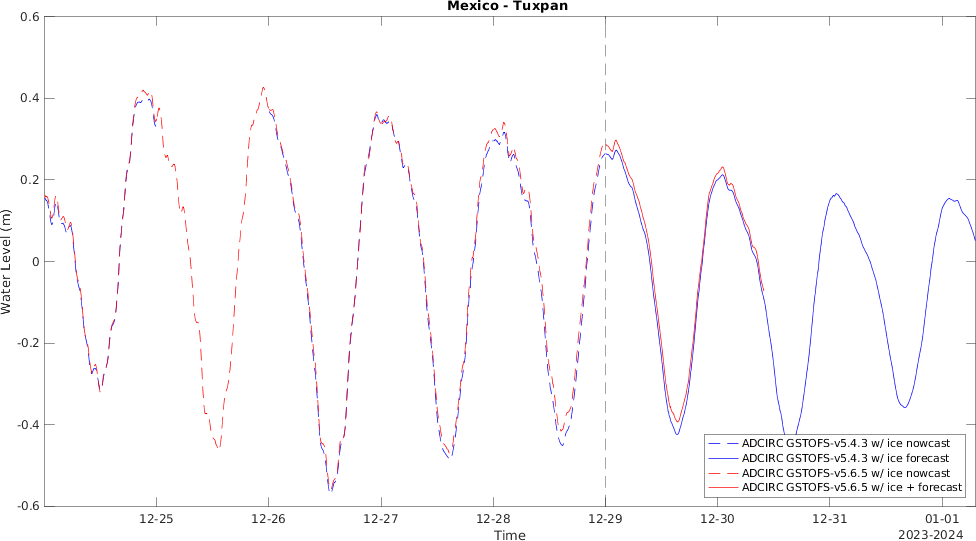 Mexico - Tuxpan
0.6
0.4
0.2
0
-0.2
-0.4
-0.6
Water Level (m)
12-25 12-26 12-27 12-28 12-29 12-30 12-31 01-01
Time
2023-2024
ADCIRC GSTOFS-v5.4.3 w/ ice nowcast
ADCIRC GSTOFS-v5.4.3 w/ ice forecast
ADCIRC GSTOFS-v5.6.5 w/ ice nowcast
ADCIRC GSTOFS-v5.6.5 w/ ice + forecast